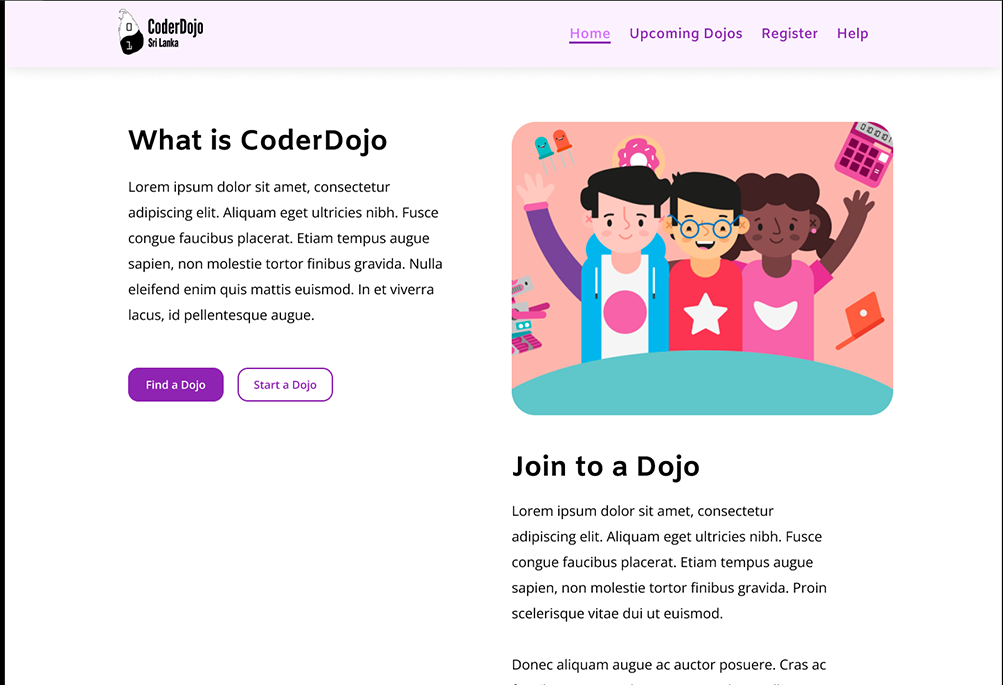 CoderDojo
Sri Lanka
Home Upcoming Dojos Register Help
What is CoderDojo
Lorem ipsum dolor sit amet, consectetur
adipiscing elit. Aliquam eget ultricies nibh. Fusce
congue faucibus placerat. Etiam tempus augue
sapien, non molestie tortor finibus gravida. Nulla
eleifend enim quis mattis euismod. In et viverra
lacus, id pellentesque augue.
Find a Dojo Start a Dojo
Join to a Dojo
Lorem ipsum dolor sit amet, consectetur
adipiscing elit. Aliquam eget ultricies nibh. Fusce
congue faucibus placerat. Etiam tempus augue
sapien, non molestie tortor finibus gravida. Proin
scelerisque vitae dui ut euismod.
Donec aliquam augue ac auctor posuere. Cras ac